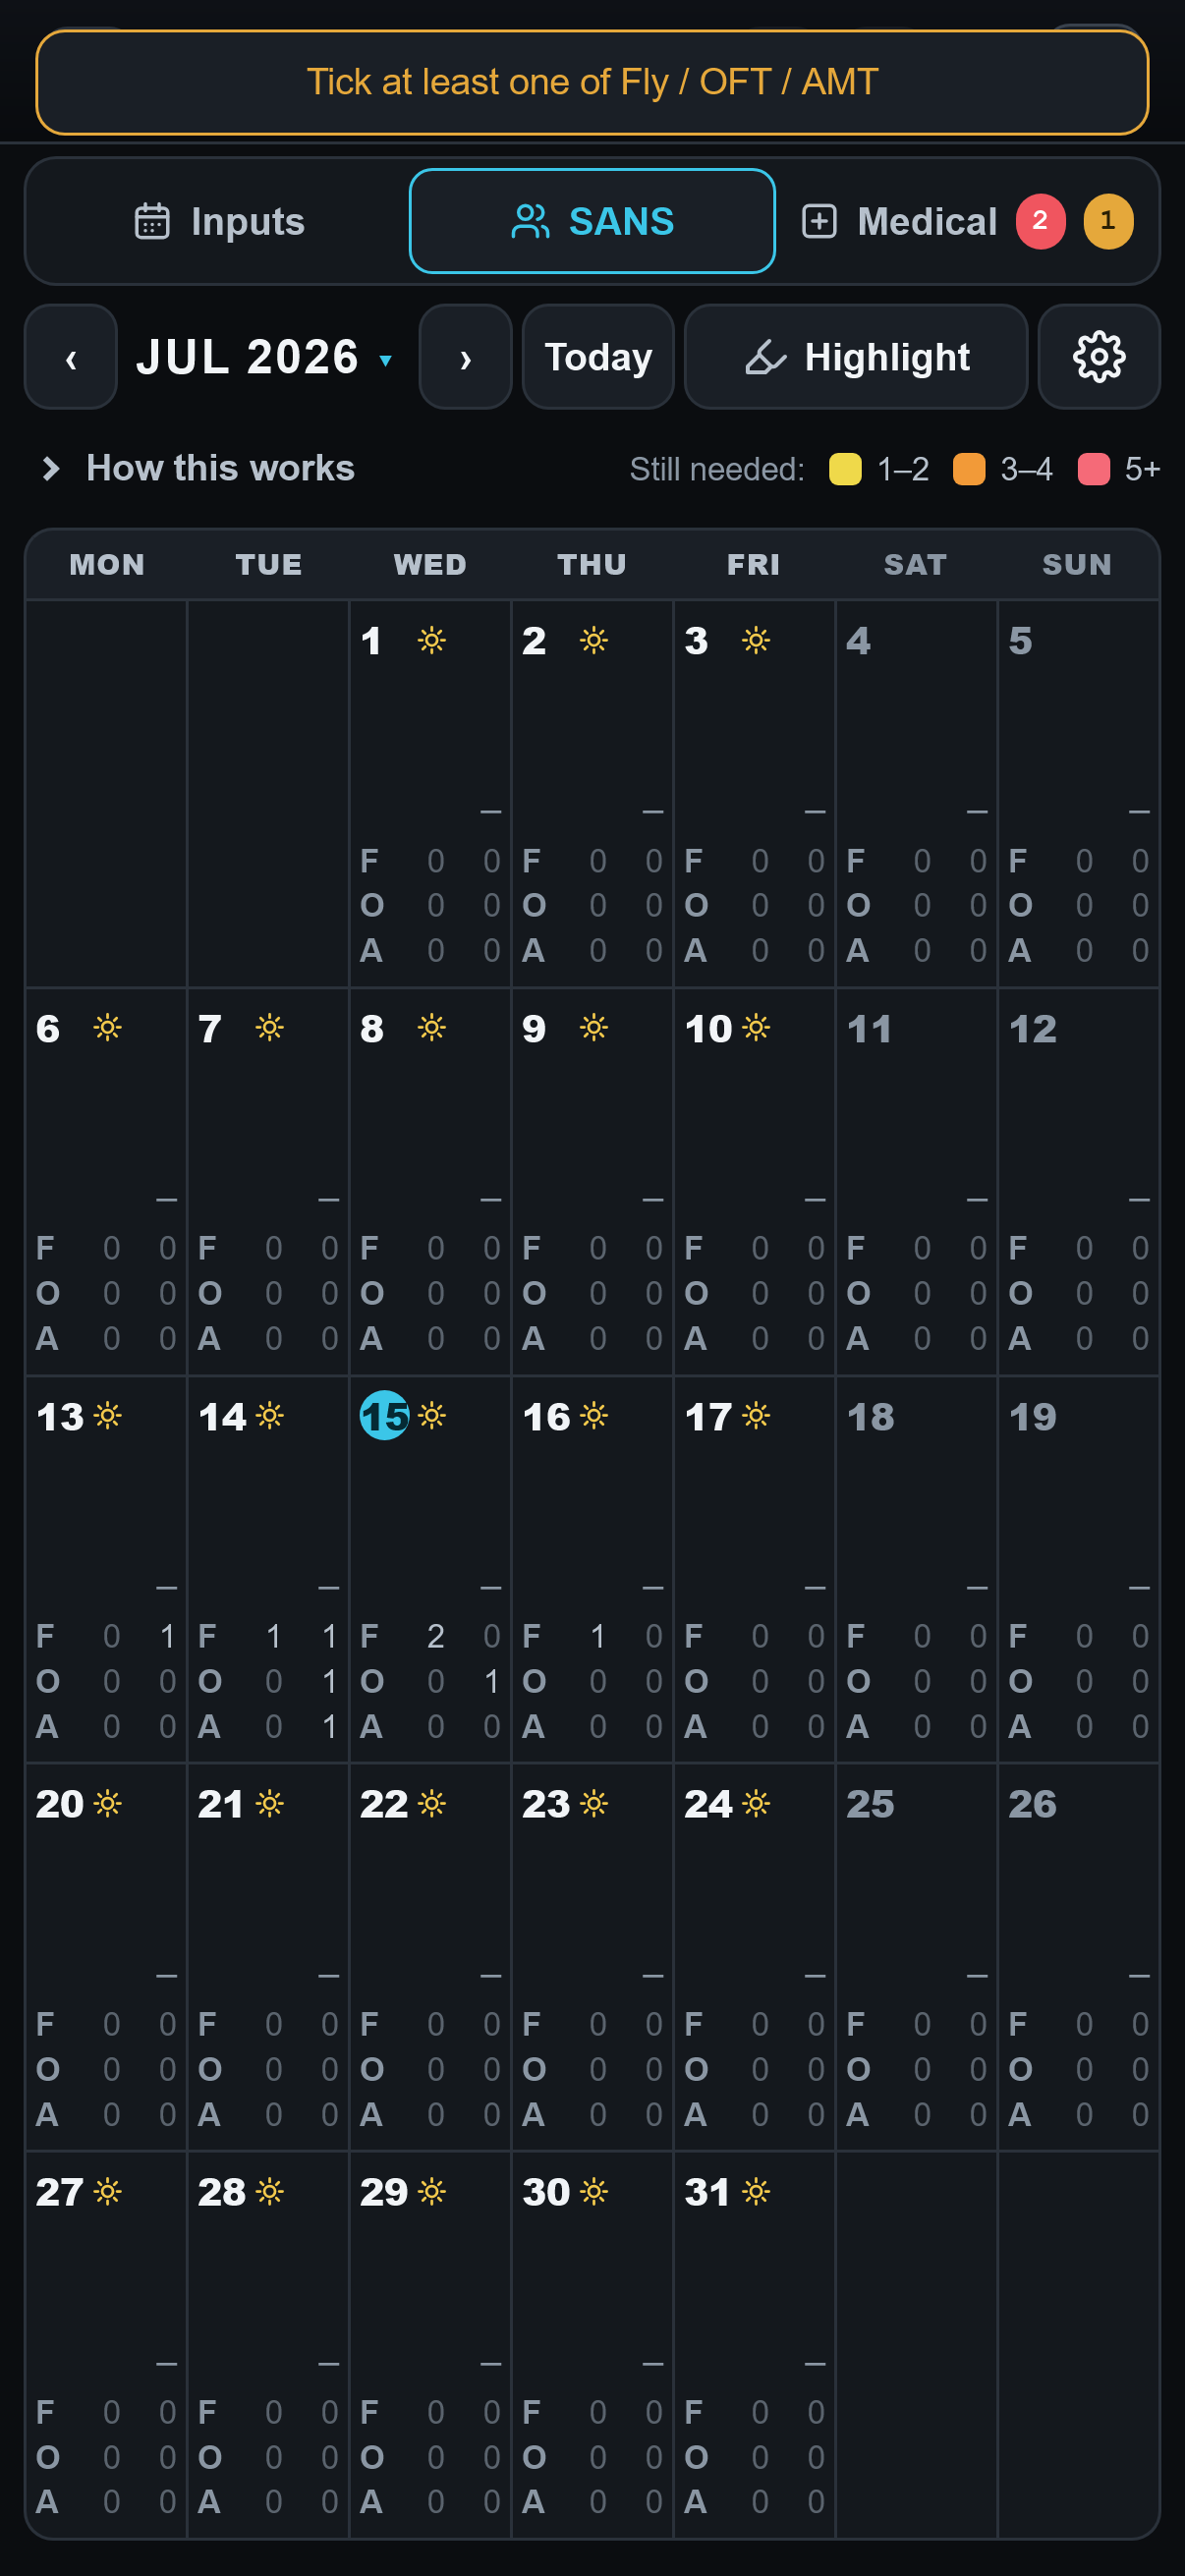 Tick at least one of Fly / OFT / AMT
Inputs SANS Medical 2 1
‹ JUL 2026 ▾ › Today Highlight
How this works Still needed: 1–2 3–4 5+
MON TUE WED THU FRI SAT SUN
1 2 3 4 5
– – – – –
F 0 0 F 0 0 F 0 0 F 0 0 F 0 0
O 0 0 O 0 0 O 0 0 O 0 0 O 0 0
A 0 0 A 0 0 A 0 0 A 0 0 A 0 0
6 7 8 9 10 11 12
– – – – – – –
F 0 0 F 0 0 F 0 0 F 0 0 F 0 0 F 0 0 F 0 0
O 0 0 O 0 0 O 0 0 O 0 0 O 0 0 O 0 0 O 0 0
A 0 0 A 0 0 A 0 0 A 0 0 A 0 0 A 0 0 A 0 0
13 14 15 16 17 18 19
– – – – – – –
F 0 1 F 1 1 F 2 0 F 1 0 F 0 0 F 0 0 F 0 0
O 0 0 O 0 1 O 0 1 O 0 0 O 0 0 O 0 0 O 0 0
A 0 0 A 0 1 A 0 0 A 0 0 A 0 0 A 0 0 A 0 0
20 21 22 23 24 25 26
– – – – – – –
F 0 0 F 0 0 F 0 0 F 0 0 F 0 0 F 0 0 F 0 0
O 0 0 O 0 0 O 0 0 O 0 0 O 0 0 O 0 0 O 0 0
A 0 0 A 0 0 A 0 0 A 0 0 A 0 0 A 0 0 A 0 0
27 28 29 30 31
– – – – –
F 0 0 F 0 0 F 0 0 F 0 0 F 0 0
O 0 0 O 0 0 O 0 0 O 0 0 O 0 0
A 0 0 A 0 0 A 0 0 A 0 0 A 0 0